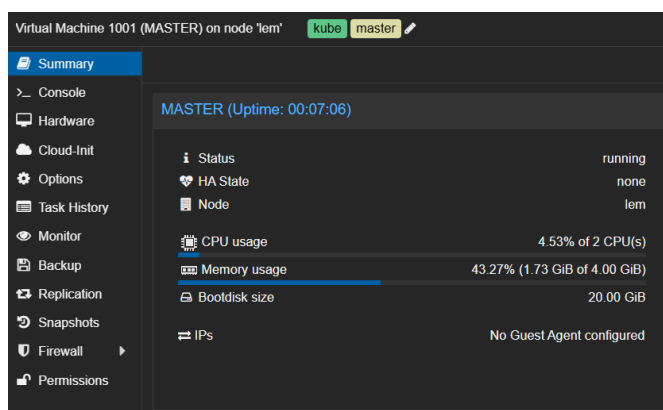 Virtual Machine 1001 (MASTER) on node 'lem' kube master
Summary
>_ Console
Hardware
Cloud-Init
Options
Task History
Monitor
Backup
Replication
Snapshots
Firewall
Permissions
MASTER (Uptime: 00:07:06)
Status running
HA State none
Node lem
CPU usage 4.53% of 2 CPU(s)
Memory usage 43.27% (1.73 GiB of 4.00 GiB)
Bootdisk size 20.00 GiB
IPs No Guest Agent configured